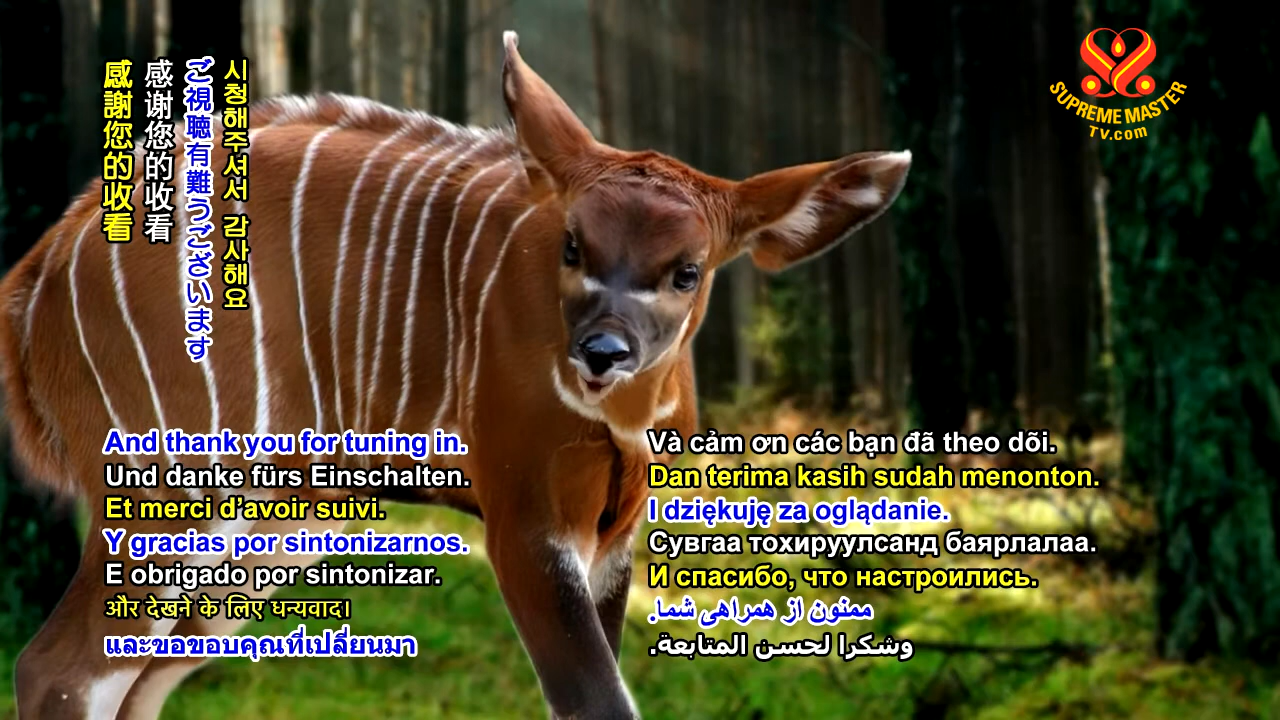 感謝您的收看
感谢您的收看
ご視聴有難うございます
시청해주셔서 감사해요
SUPREME MASTER
TV.com
And thank you for tuning in.
Und danke fürs Einschalten.
Et merci d’avoir suivi.
Y gracias por sintonizarnos.
E obrigado por sintonizar.
और देखने के लिए धन्यवाद।
และขอขอบคุณที่เปลี่ยนมา
Và cảm ơn các bạn đã theo dõi.
Dan terima kasih sudah menonton.
I dziękuję za oglądanie.
Сувгаа тохируулсанд баярлалаа.
И спасибо, что настроились.
ممنون از همراهی شما.
وشكرا لحسن المتابعة.